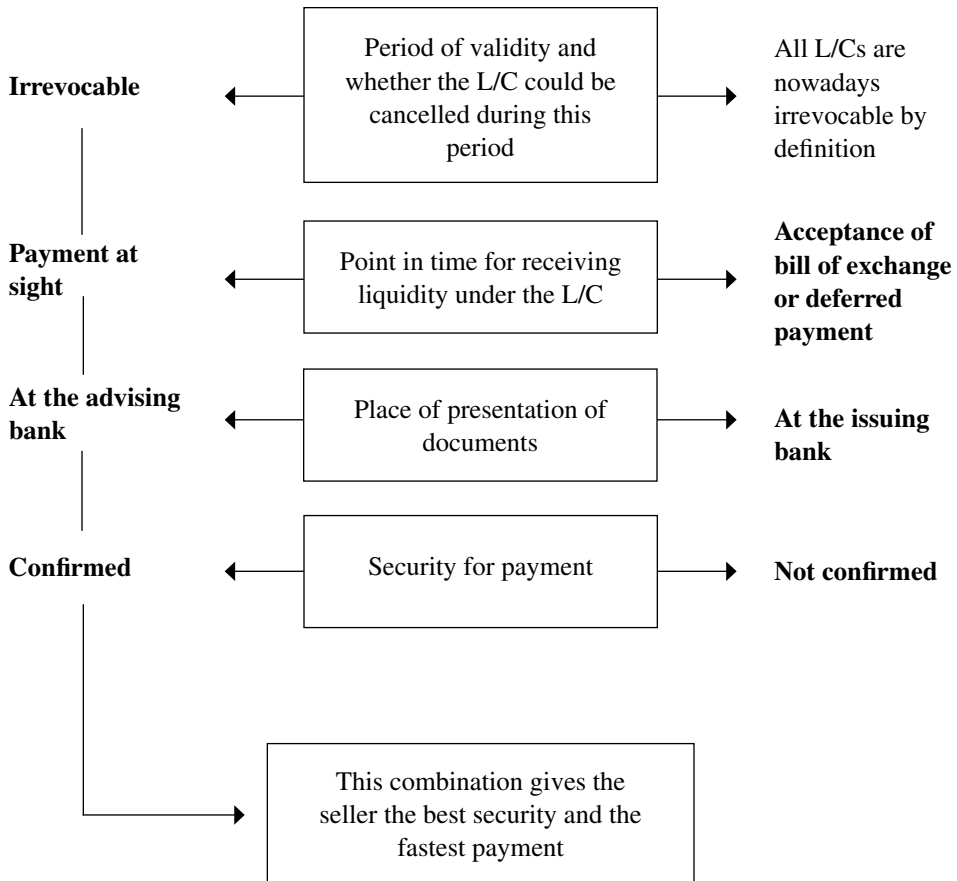 Irrevocable
Period of validity and
whether the L/C could be
cancelled during this
period
All L/Cs are
nowadays
irrevocable by
definition
Payment at
sight
Point in time for receiving
liquidity under the L/C
Acceptance of
bill of exchange
or deferred
payment
At the advising
bank
Place of presentation of
documents
At the issuing
bank
Confirmed
Security for payment
Not confirmed
This combination gives the
seller the best security and the
fastest payment